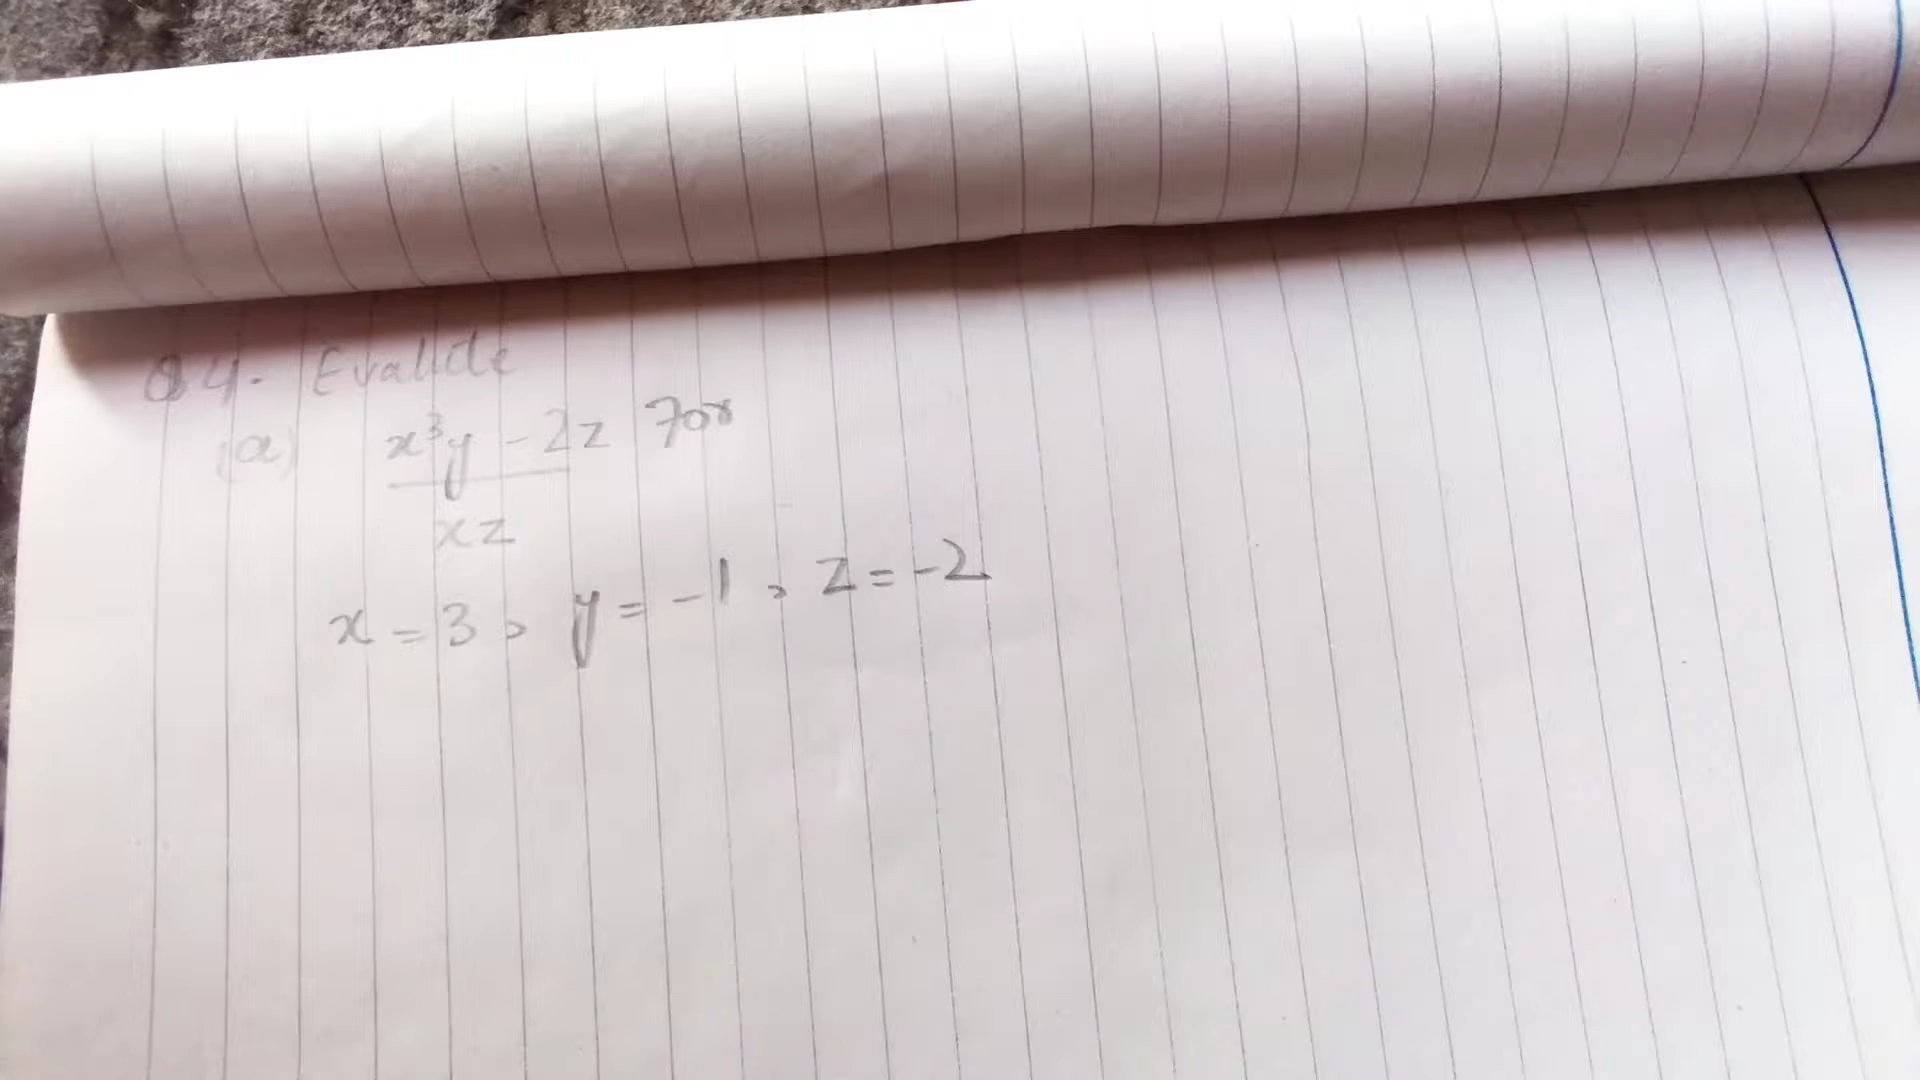 Q4. Evalute
(a) x³y - 2z for
xz
x = 3, y = -1, z = -2